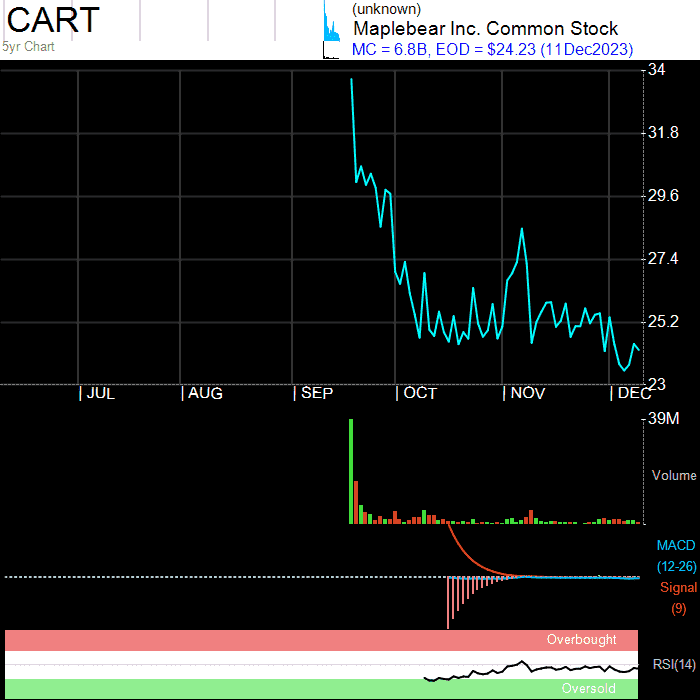 CART
(unknown)
Maplebear Inc. Common Stock
5yr Chart
MC = 6.8B, EOD = $24.23 (11Dec2023)
34
31.8
29.6
27.4
25.2
23
| JUL
| AUG
| SEP
| OCT
| NOV
| DEC
39M
Volume
MACD
(12-26)
Signal
(9)
Overbought
RSI(14)
Oversold